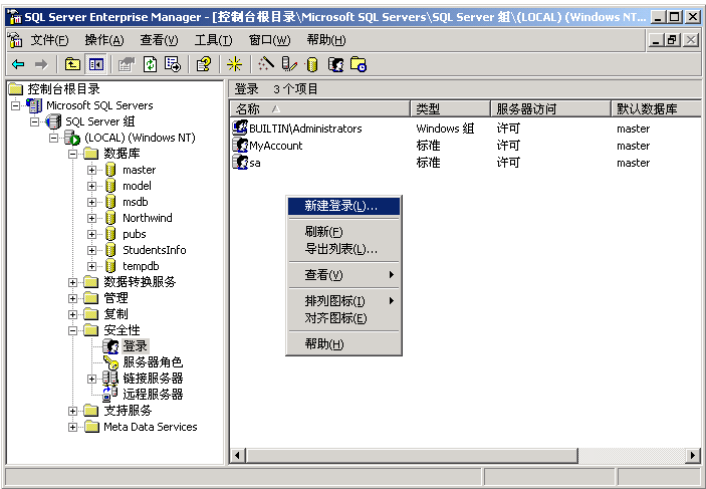 SQL Server Enterprise Manager - [控制台根目录\Microsoft SQL Servers\SQL Server 组\(LOCAL) (Windows NT...
文件(F) 操作(A) 查看(V) 工具(T) 窗口(W) 帮助(H)
控制台根目录
Microsoft SQL Servers
SQL Server 组
(LOCAL) (Windows NT)
数据库
master
model
msdb
Northwind
pubs
StudentsInfo
tempdb
数据转换服务
管理
复制
安全性
登录
服务器角色
链接服务器
远程服务器
支持服务
Meta Data Services
登录 3 个项目
名称 类型 服务器访问 默认数据库
BUILTIN\Administrators Windows 组 许可 master
MyAccount 标准 许可 master
sa 标准 许可 master
新建登录(L)...
刷新(F)
导出列表(L)...
查看(V)
排列图标(I)
对齐图标(E)
帮助(H)